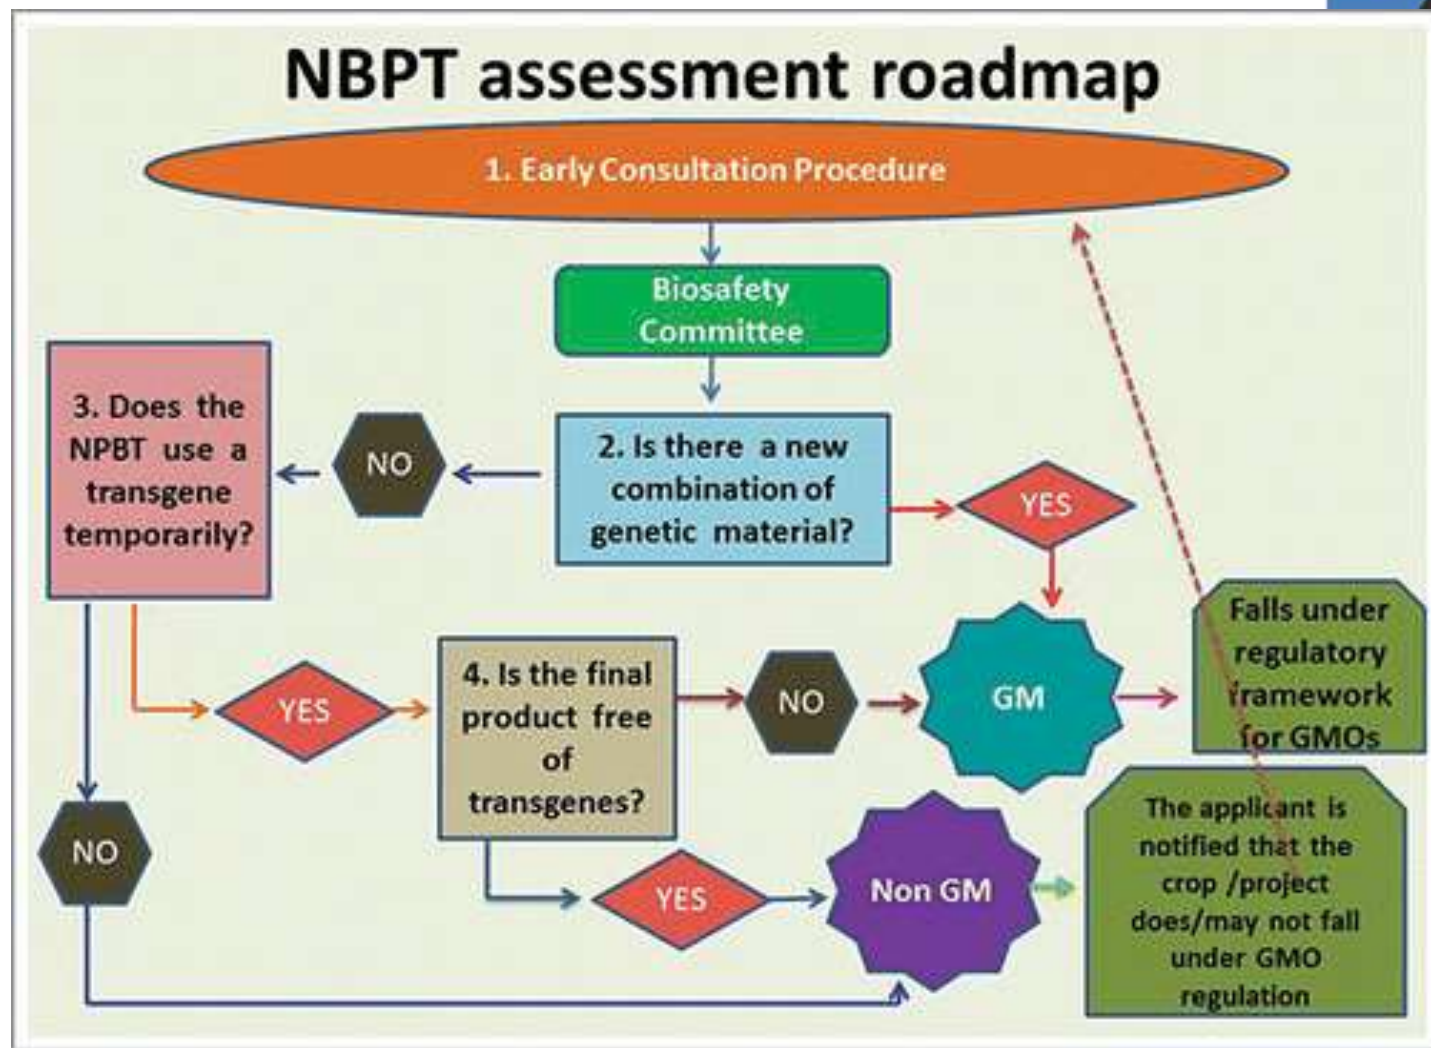 NBPT assessment roadmap
1. Early Consultation Procedure
Biosafety
Committee
2. Is there a new
combination of
genetic material?
YES
NO
3. Does the
NPBT use a
transgene
temporarily?
YES
4. Is the final
product free
of
transgenes?
NO
GM
Falls under
regulatory
framework
for GMOs
NO
YES
Non GM
The applicant is
notified that the
crop /project
does/may not fall
under GMO
regulation